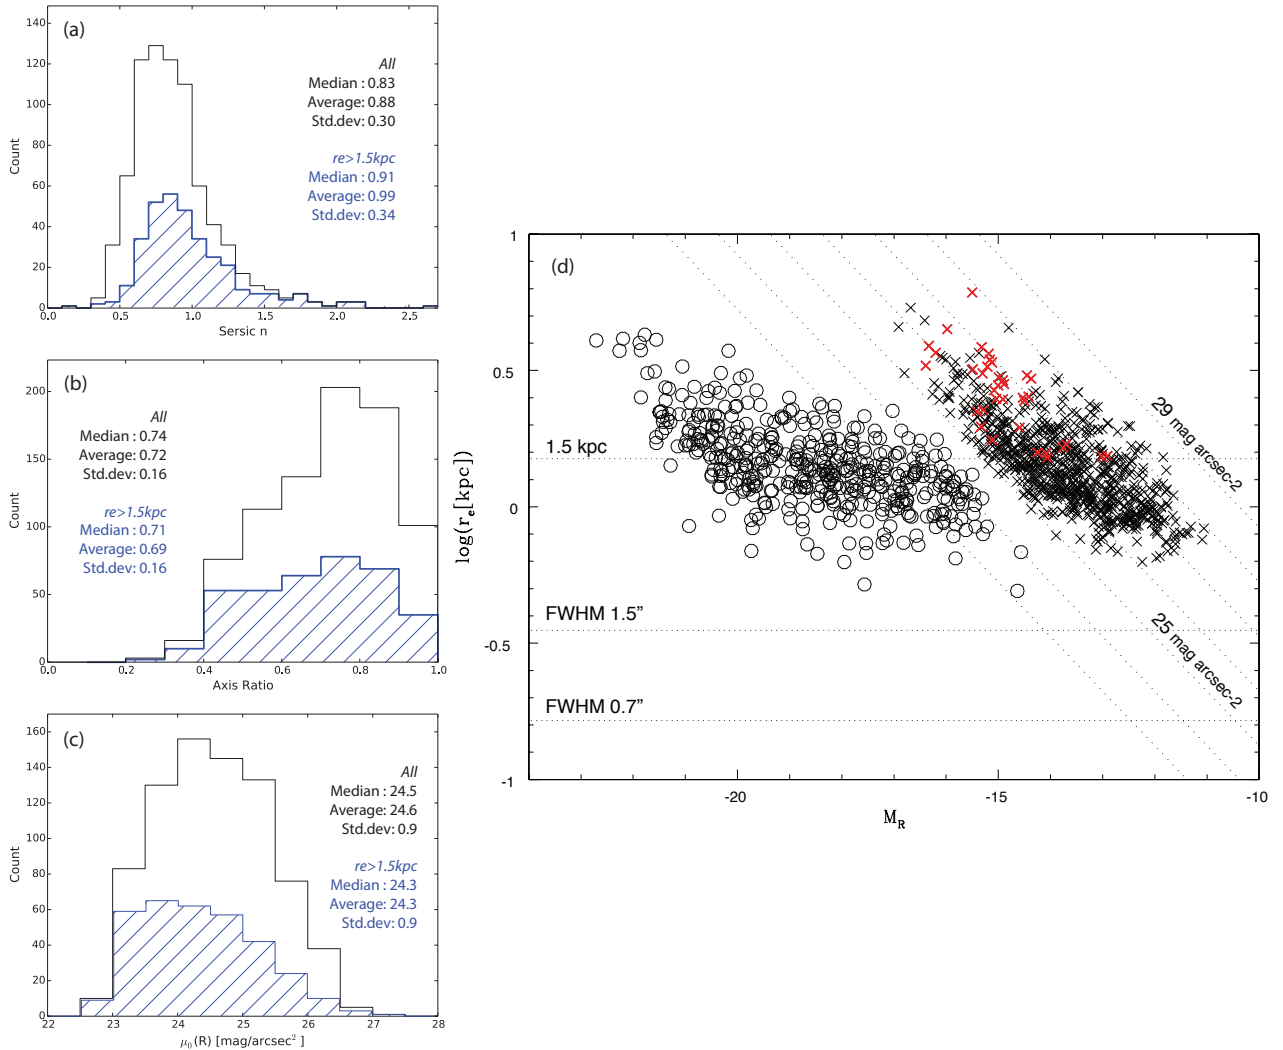 (a)
140
120
100
80
60
40
20
0
Count
All
Median : 0.83
Average: 0.88
Std.dev: 0.30
re>1.5kpc
Median : 0.91
Average: 0.99
Std.dev: 0.34
0.0 0.5 1.0 1.5 2.0 2.5
Sersic n
(b)
200
150
100
50
0
Count
All
Median : 0.74
Average: 0.72
Std.dev: 0.16
re>1.5kpc
Median : 0.71
Average: 0.69
Std.dev: 0.16
0.0 0.2 0.4 0.6 0.8 1.0
Axis Ratio
(c)
160
140
120
100
80
60
40
20
0
Count
All
Median : 24.5
Average: 24.6
Std.dev: 0.9
re>1.5kpc
Median : 24.3
Average: 24.3
Std.dev: 0.9
22 23 24 25 26 27 28
μ₀(R) [mag/arcsec²]
(d)
1
0.5
0
-0.5
-1
log(rₑ[kpc])
1.5 kpc
FWHM 1.5”
FWHM 0.7”
29 mag arcsec-2
25 mag arcsec-2
-20 -15 -10
M_R